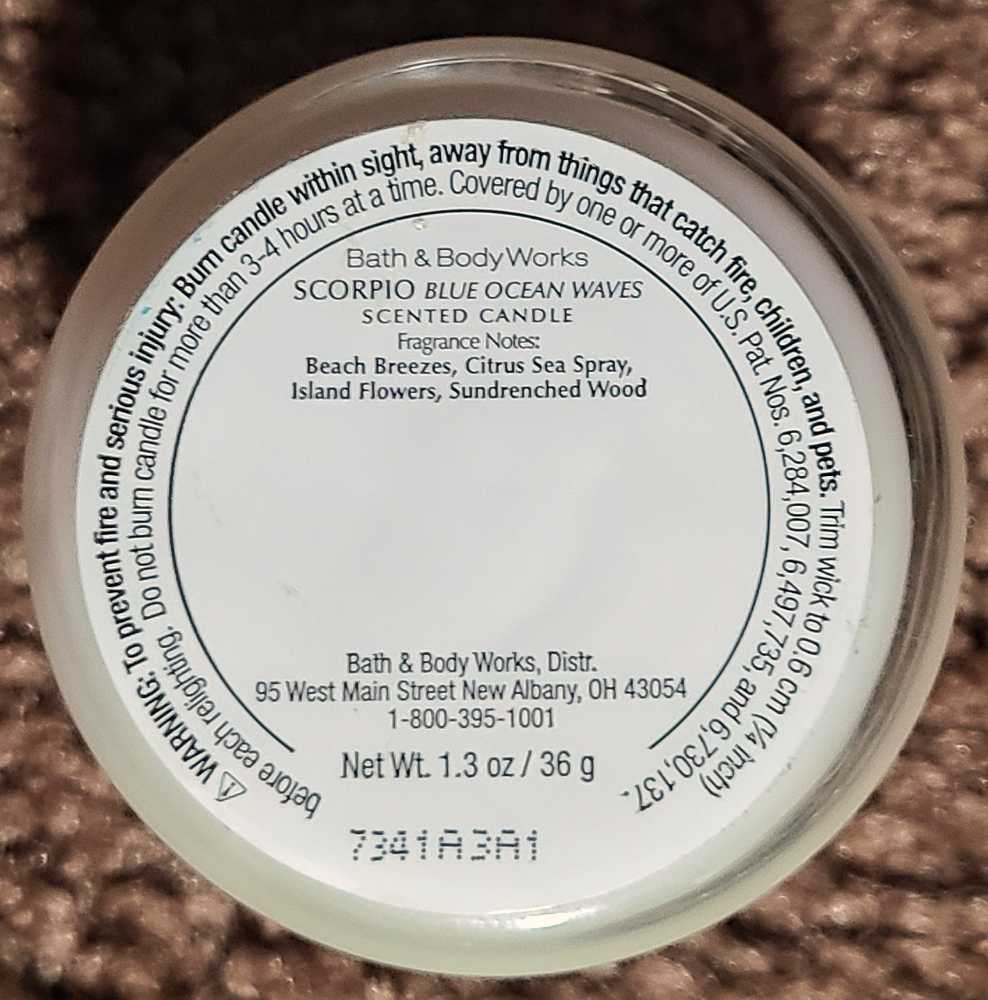 ⚠ WARNING: To prevent fire and serious injury: Burn candle within sight, away from things that catch fire, children, and pets. Trim wick to 0.6 cm (¼ inch)
before each relighting. Do not burn candle for more than 3-4 hours at a time. Covered by one or more of U.S. Pat. Nos. 6,284,007, 6,497,735, and 6,730,137.
Bath & Body Works
SCORPIO BLUE OCEAN WAVES
SCENTED CANDLE
Fragrance Notes:
Beach Breezes, Citrus Sea Spray,
Island Flowers, Sundrenched Wood
Bath & Body Works, Distr.
95 West Main Street New Albany, OH 43054
1-800-395-1001
Net Wt. 1.3 oz / 36 g
7341A3A1